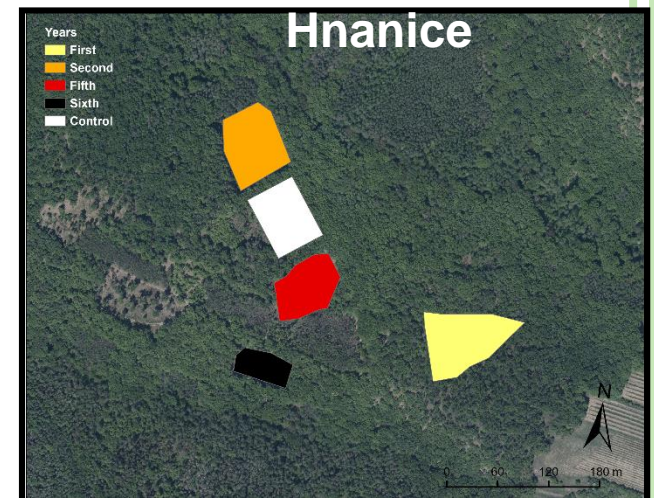 Hnanice
Years
First
Second
Fifth
Sixth
Control
N
0 60 120 180 m